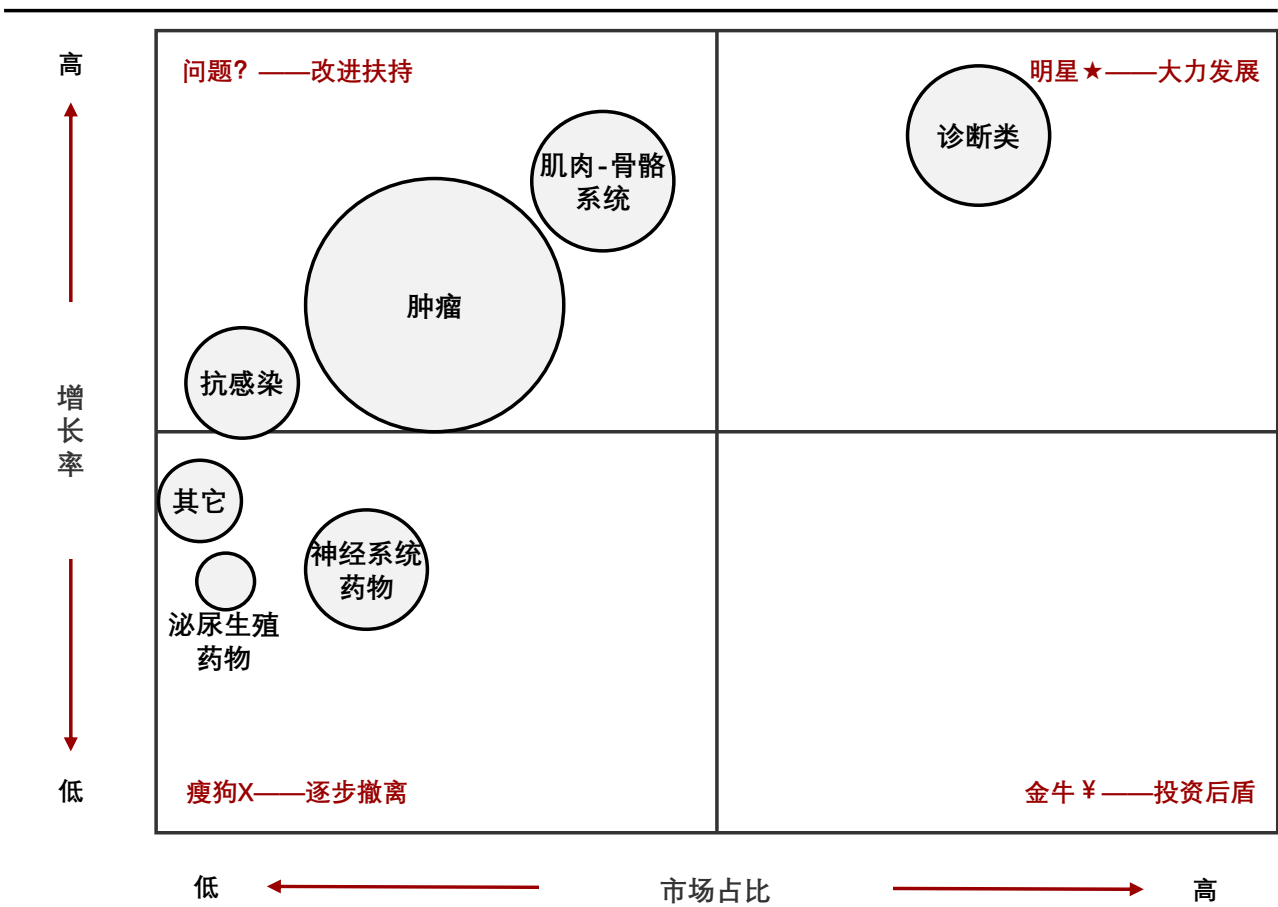 高
问题？——改进扶持
明星★——大力发展
诊断类
肌肉-骨骼
系统
肿瘤
抗感染
增
长
率
其它
神经系统
药物
泌尿生殖
药物
低
瘦狗X——逐步撤离
金牛￥——投资后盾
低
市场占比
高